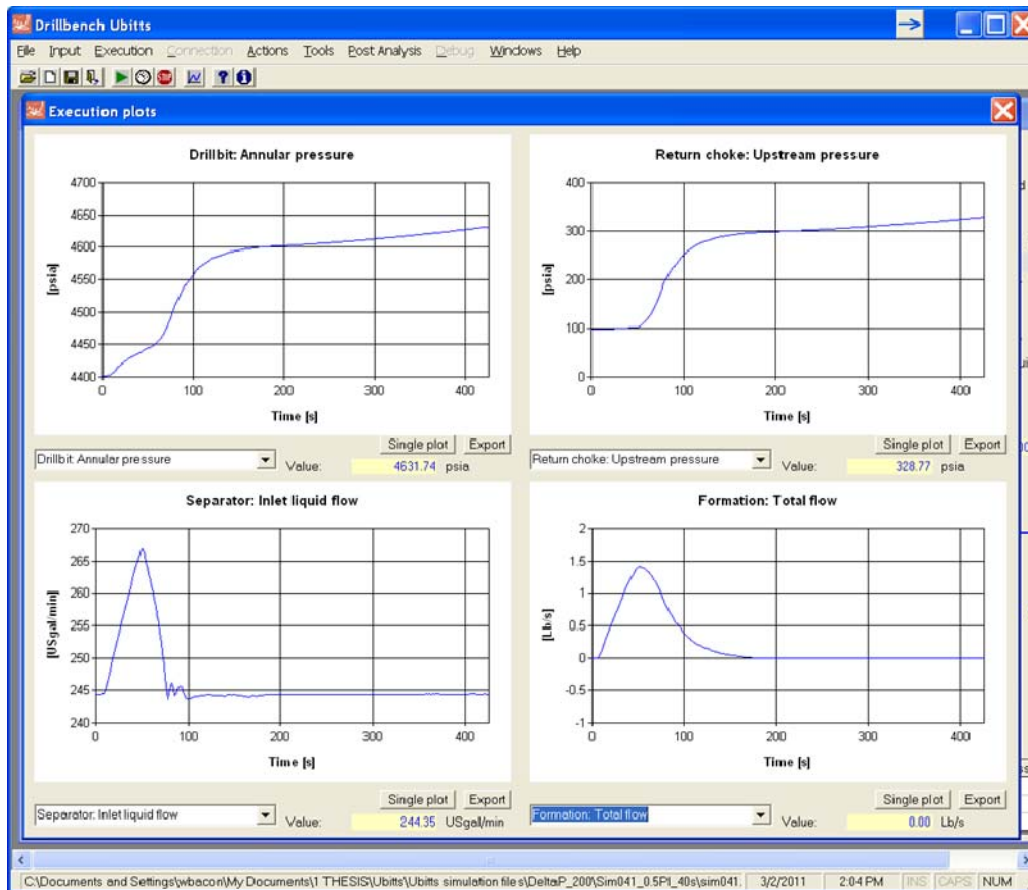 Drillbench Ubitts
File Input Execution Connection Actions Tools Post Analysis Debug Windows Help
STOP ? i
Execution plots
Drillbit: Annular pressure
4700
4650
4600
4550
4500
4450
4400
[psia]
0 100 200 300 400
Time [s]
Single plot Export
Drillbit: Annular pressure Value: 4631.74 psia
Return choke: Upstream pressure
400
300
200
100
0
[psia]
0 100 200 300 400
Time [s]
Single plot Export
Return choke: Upstream pressure Value: 328.77 psia
Separator: Inlet liquid flow
270
265
260
255
250
245
240
[USgal/min]
0 100 200 300 400
Time [s]
Single plot Export
Separator: Inlet liquid flow Value: 244.35 USgal/min
Formation: Total flow
2
1.5
1
0.5
0
-0.5
-1
[Lb/s]
0 100 200 300 400
Time [s]
Single plot Export
Formation: Total flow Value: 0.00 Lb/s
C:\Documents and Settings\wbacon\My Documents\1 THESIS\Ubitts\Ubitts simulation files\DeltaP_200\Sim041_0.5PI_40s\sim041. 3/2/2011 2:04 PM INS CAPS NUM